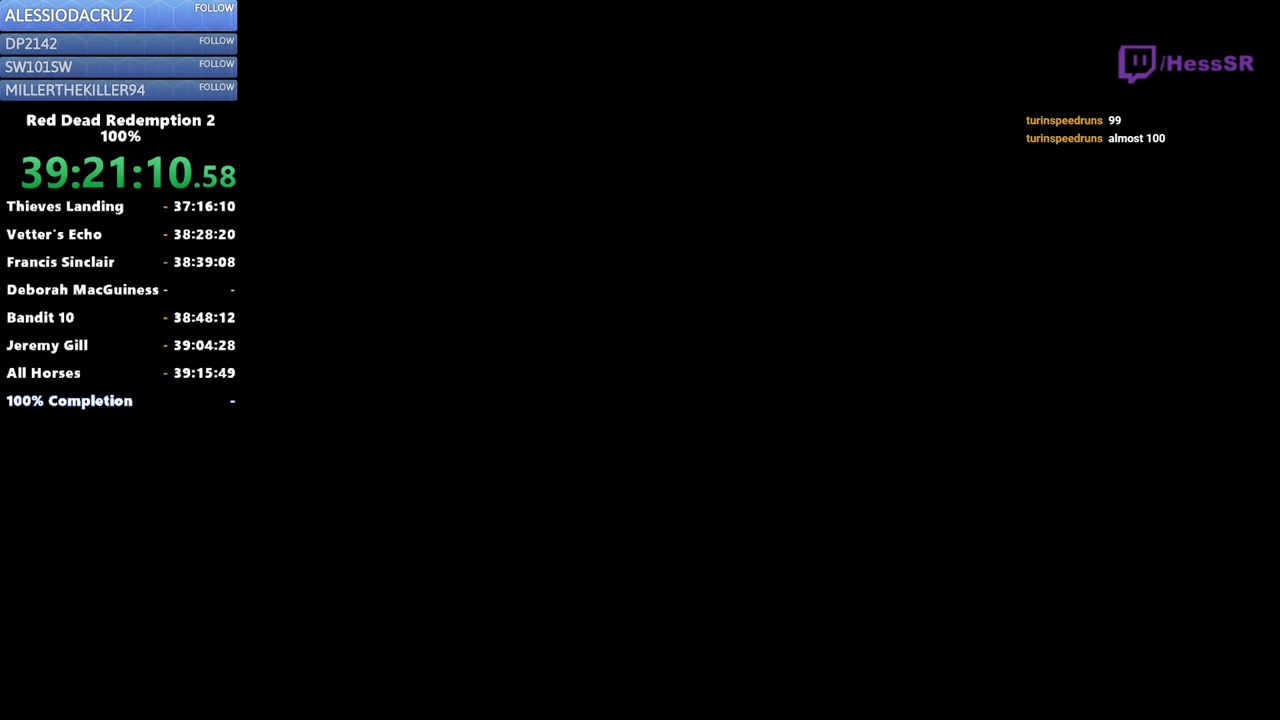 ALESSIODACRUZ FOLLOW
DP2142 FOLLOW
SW101SW FOLLOW
MILLERTHEKILLER94 FOLLOW
/HessSR
turinspeedruns 99
turinspeedruns almost 100
Red Dead Redemption 2
100%
39:21:10.58
Thieves Landing - 37:16:10
Vetter's Echo - 38:28:20
Francis Sinclair - 38:39:08
Deborah MacGuiness - -
Bandit 10 - 38:48:12
Jeremy Gill - 39:04:28
All Horses - 39:15:49
100% Completion -